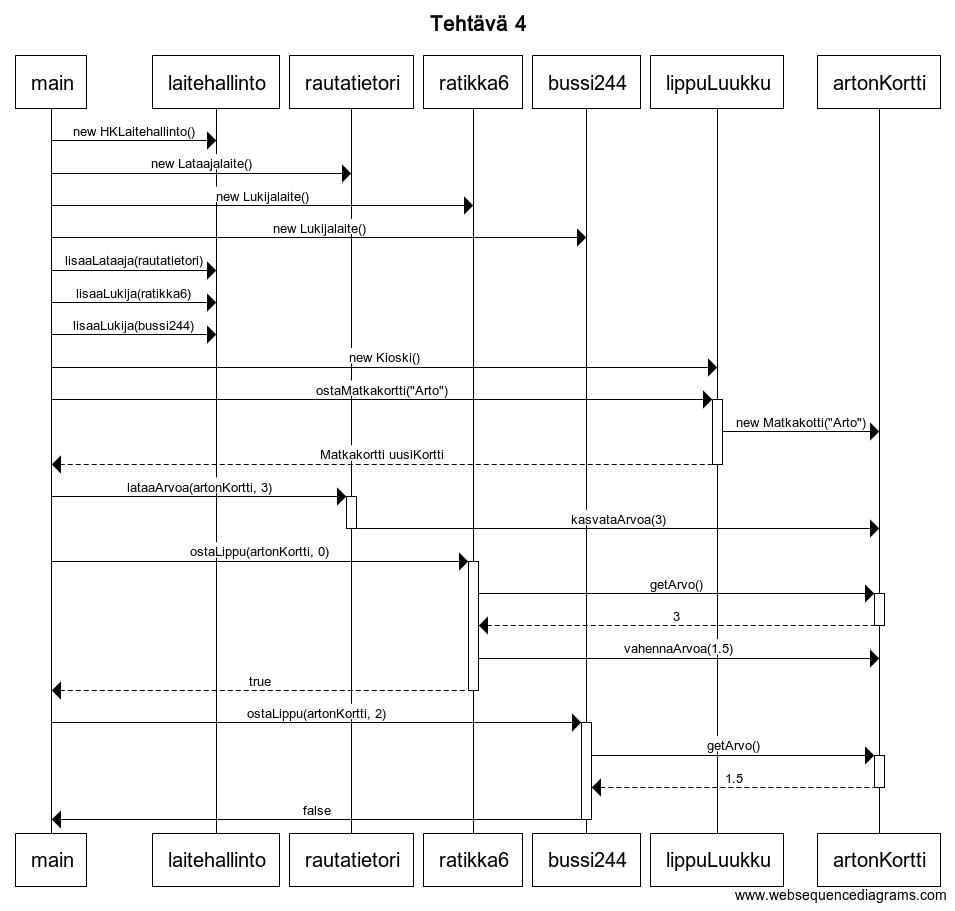 Tehtävä 4
main laitehallinto rautatietori ratikka6 bussi244 lippuLuukku artonKortti
new HKLaitehallinto()
new Lataajalaite()
new Lukijalaite()
new Lukijalaite()
lisaaLataaja(rautatietori)
lisaaLukija(ratikka6)
lisaaLukija(bussi244)
new Kioski()
ostaMatkakortti("Arto")
new Matkakotti("Arto")
Matkakortti uusiKortti
lataaArvoa(artonKortti, 3)
kasvataArvoa(3)
ostaLippu(artonKortti, 0)
getArvo()
3
vahennaArvoa(1.5)
true
ostaLippu(artonKortti, 2)
getArvo()
1.5
false
main laitehallinto rautatietori ratikka6 bussi244 lippuLuukku artonKortti
www.websequencediagrams.com